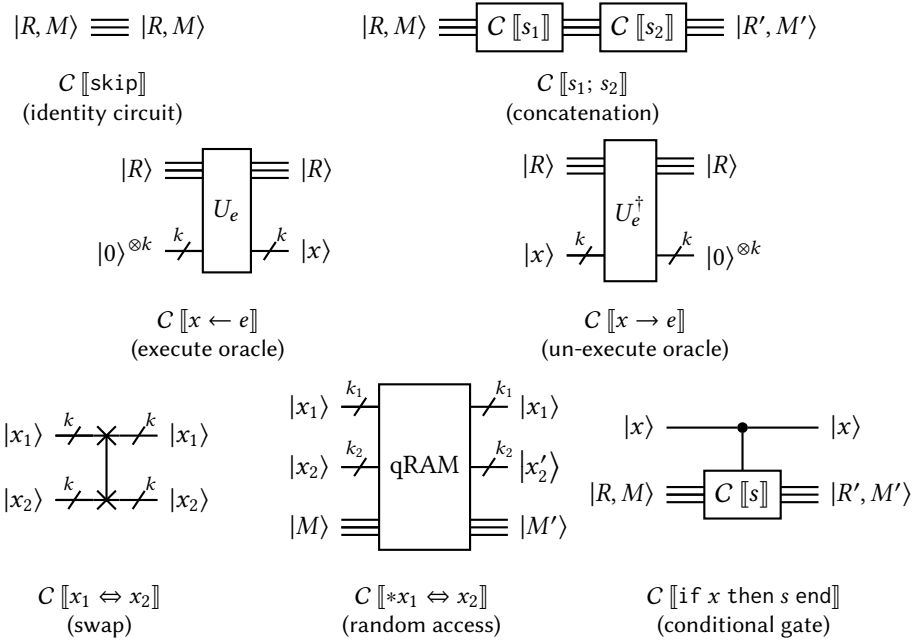 |R, M⟩ |R, M⟩
|R, M⟩ C ⟦s₁⟧ C ⟦s₂⟧ |R′, M′⟩
C ⟦skip⟧
(identity circuit)
C ⟦s₁; s₂⟧
(concatenation)
|R⟩ |R⟩
Uₑ
|0⟩^⊗k k k |x⟩
C ⟦x ← e⟧
(execute oracle)
|R⟩ |R⟩
Uₑ†
|x⟩ k k |0⟩^⊗k
C ⟦x → e⟧
(un-execute oracle)
|x₁⟩ k k |x₁⟩
|x₂⟩ k k |x₂⟩
C ⟦x₁ ⇔ x₂⟧
(swap)
|x₁⟩ k₁ k₁ |x₁⟩
|x₂⟩ k₂ qRAM k₂ |x₂′⟩
|M⟩ |M′⟩
C ⟦*x₁ ⇔ x₂⟧
(random access)
|x⟩ |x⟩
|R, M⟩ C ⟦s⟧ |R′, M′⟩
C ⟦if x then s end⟧
(conditional gate)